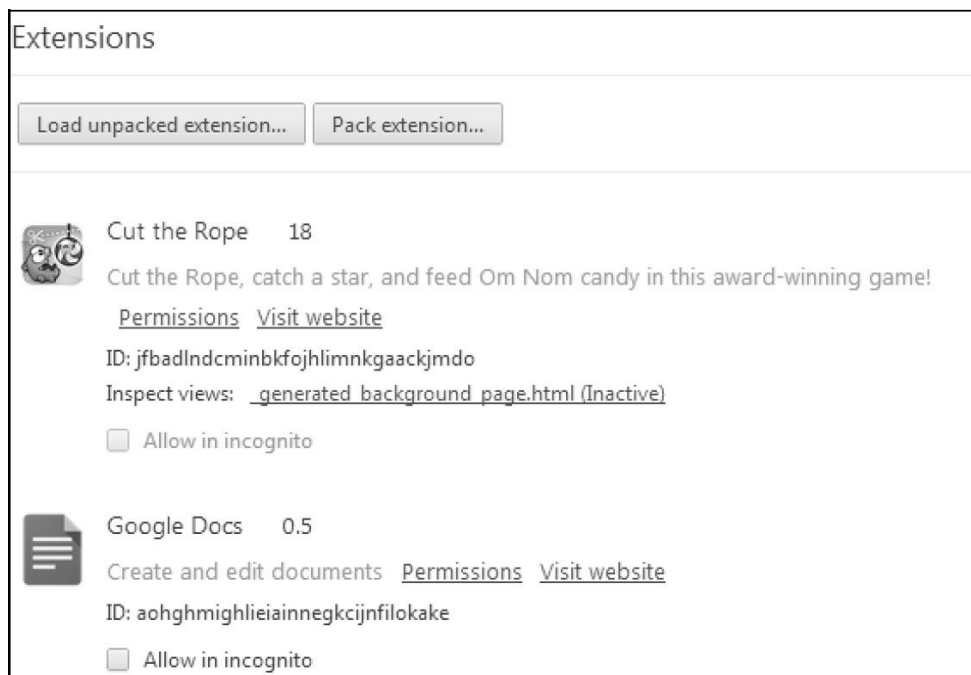 Extensions
Load unpacked extension... Pack extension...
Cut the Rope 18
Cut the Rope, catch a star, and feed Om Nom candy in this award-winning game!
Permissions Visit website
ID: jfbadlndcminbkfojhlimnkgaackjmdo
Inspect views: _generated_background_page.html (Inactive)
Allow in incognito
Google Docs 0.5
Create and edit documents Permissions Visit website
ID: aohghmighlieiainnegkcijnfilokake
Allow in incognito